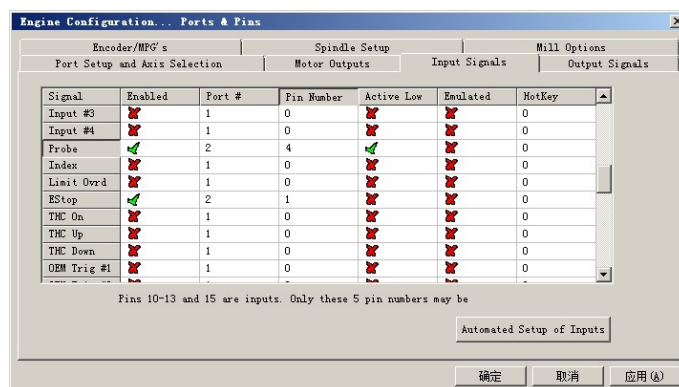 Engine Configuration... Ports & Pins
Encoder/MPG's Spindle Setup Mill Options
Port Setup and Axis Selection Motor Outputs Input Signals Output Signals
Signal Enabled Port # Pin Number Active Low Emulated HotKey
Input #3 1 0 0
Input #4 1 0 0
Probe 2 4 0
Index 1 0 0
Limit Ovrd 1 0 0
EStop 2 1 0
THC On 1 0 0
THC Up 1 0 0
THC Down 1 0 0
OEM Trig #1 1 0 0
Pins 10-13 and 15 are inputs. Only these 5 pin numbers may be
Automated Setup of Inputs
确定 取消 应用(A)